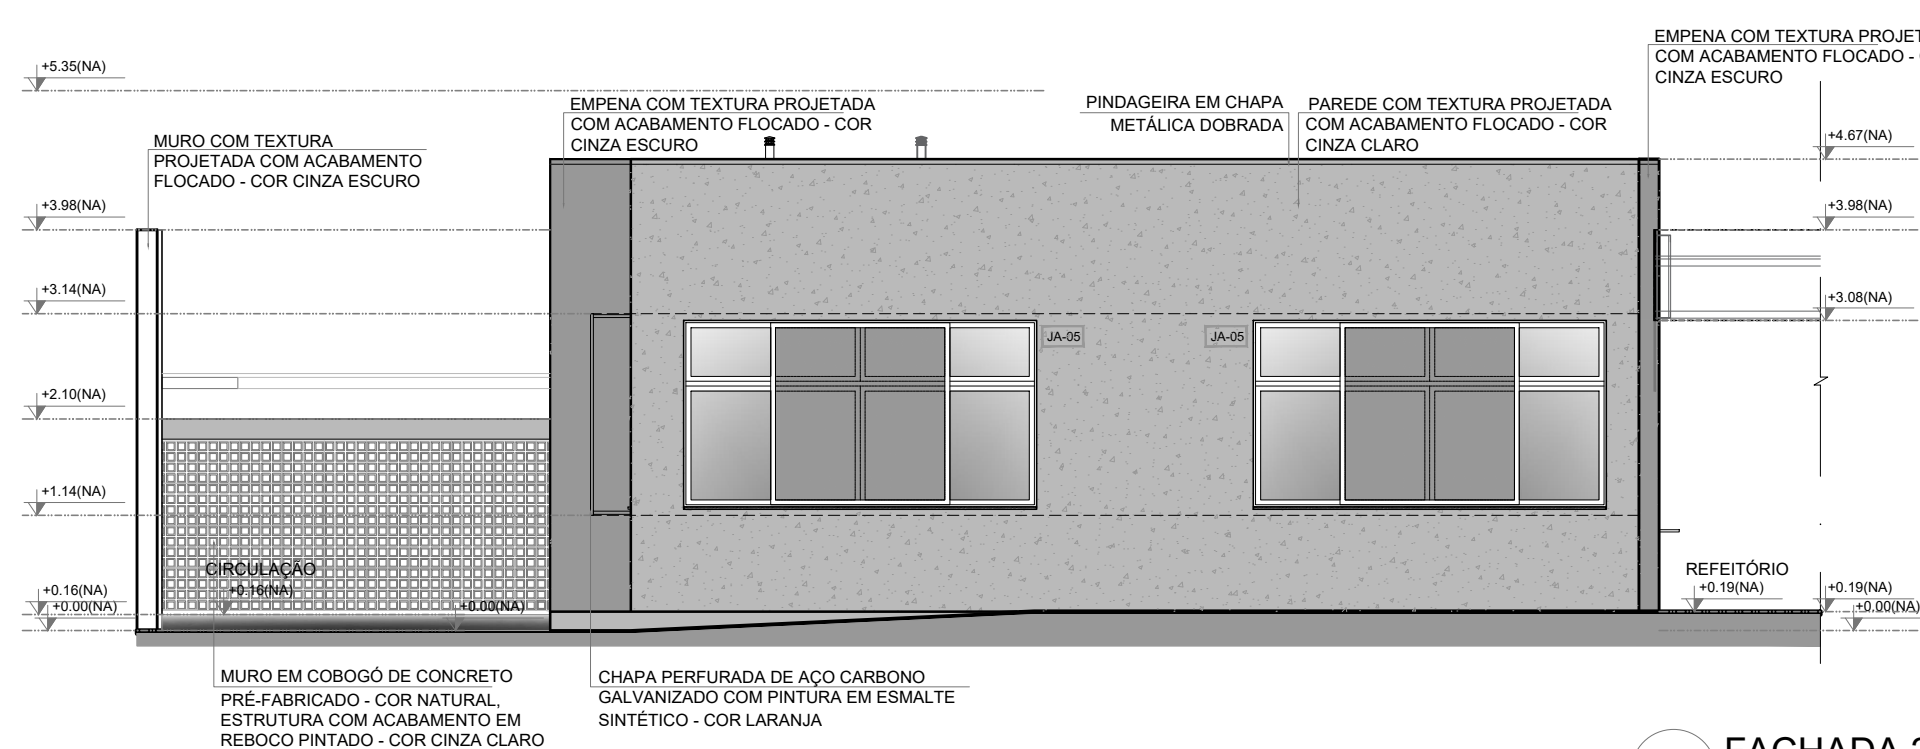 +5.35(NA)
MURO COM TEXTURA
PROJETADA COM ACABAMENTO
FLOCADO - COR CINZA ESCURO
EMPENA COM TEXTURA PROJETADA
COM ACABAMENTO FLOCADO - COR
CINZA ESCURO
PINDAGEIRA EM CHAPA
METÁLICA DOBRADA
PAREDE COM TEXTURA PROJETADA
COM ACABAMENTO FLOCADO - COR
CINZA CLARO
EMPENA COM TEXTURA
COM ACABAMENTO FLOCADO -
CINZA ESCURO
+4.67(NA)
+3.98(NA)
+3.98(NA)
+3.14(NA)
+3.08(NA)
JA-05
JA-05
+2.10(NA)
+1.14(NA)
CIRCULAÇÃO
+0.16(NA)
+0.00(NA)
+0.16(NA)
+0.00(NA)
REFEITÓRIO
+0.19(NA)
+0.19(NA)
+0.00(NA)
MURO EM COBOGÓ DE CONCRETO
PRÉ-FABRICADO - COR NATURAL,
ESTRUTURA COM ACABAMENTO EM
REBOCO PINTADO - COR CINZA CLARO
CHAPA PERFURADA DE AÇO CARBONO
GALVANIZADO COM PINTURA EM ESMALTE
SINTÉTICO - COR LARANJA
FACHADA